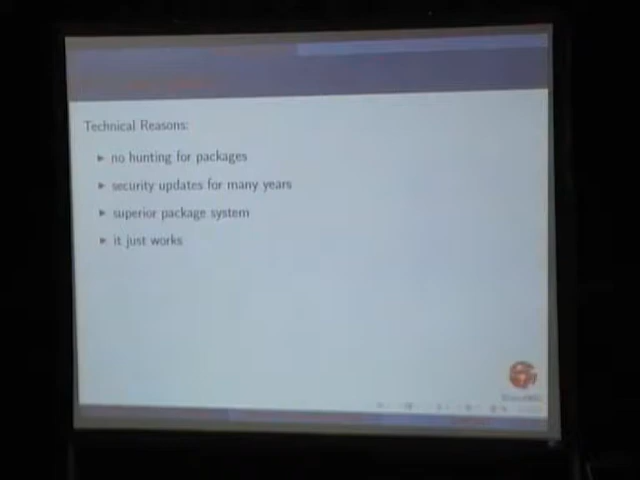 Technical Reasons:
no hunting for packages
security updates for many years
superior package system
it just works